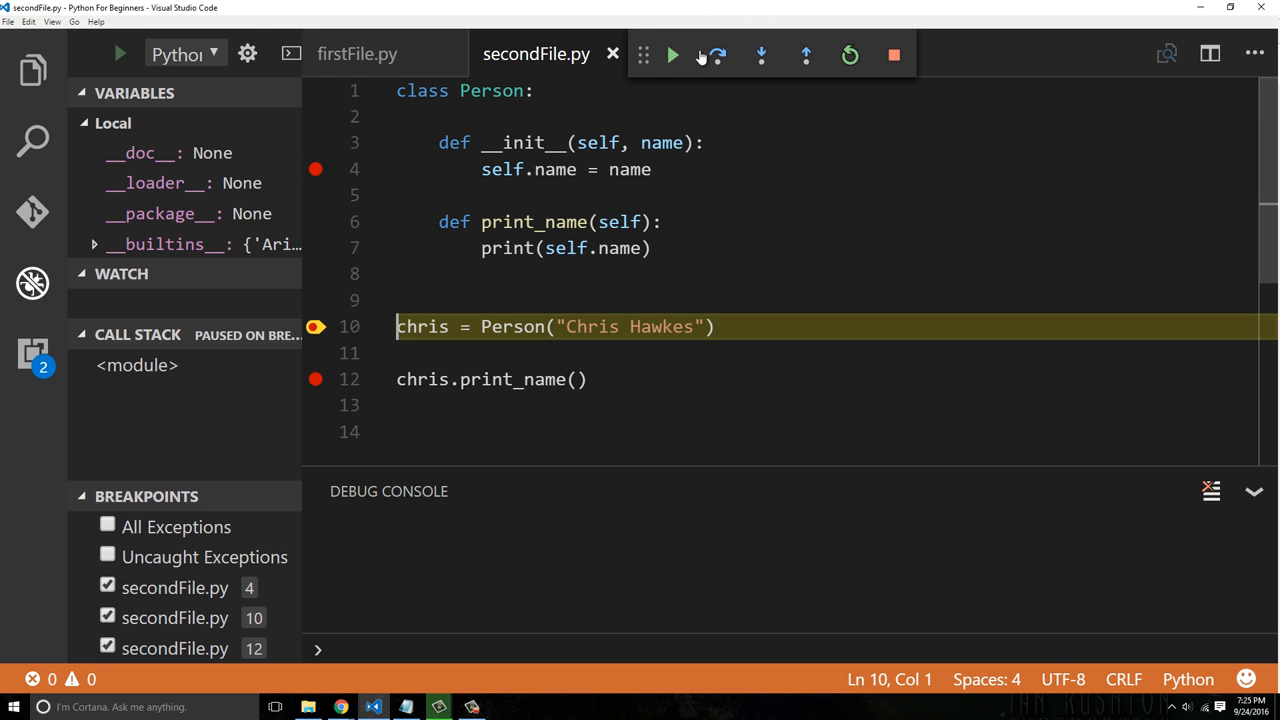 secondFile.py - Python For Beginners - Visual Studio Code
File Edit View Go Help
Python
firstFile.py
secondFile.py
VARIABLES
Local
__doc__: None
__loader__: None
__package__: None
__builtins__: {'Ari...
WATCH
CALL STACK PAUSED ON BRE...
<module>
2
BREAKPOINTS
All Exceptions
Uncaught Exceptions
secondFile.py 4
secondFile.py 10
secondFile.py 12
1 class Person:
2
3 def __init__(self, name):
4 self.name = name
5
6 def print_name(self):
7 print(self.name)
8
9
10 chris = Person("Chris Hawkes")
11
12 chris.print_name()
13
14
DEBUG CONSOLE
0 0
Ln 10, Col 1 Spaces: 4 UTF-8 CRLF Python
I'm Cortana. Ask me anything.
7:25 PM
9/24/2016